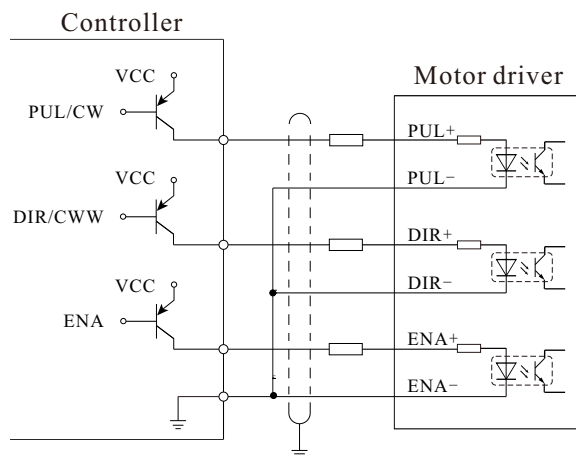 Controller
Motor driver
VCC
PUL/CW
PUL+
PUL−
VCC
DIR/CWW
DIR+
DIR−
VCC
ENA
ENA+
ENA−